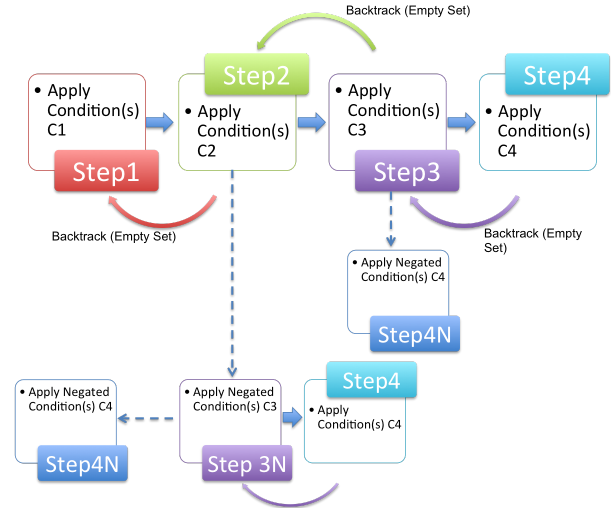 Backtrack (Empty Set)
Step2
Step4
• Apply
Condition(s)
C1
• Apply
Condition(s)
C2
• Apply
Condition(s)
C3
• Apply
Condition(s)
C4
Step1
Step3
Backtrack (Empty Set)
Backtrack (Empty
Set)
• Apply Negated
Condition(s) C4
Step4N
Step4
• Apply Negated
Condition(s) C4
• Apply Negated
Condition(s) C3
• Apply
Condition(s) C4
Step4N
Step 3N